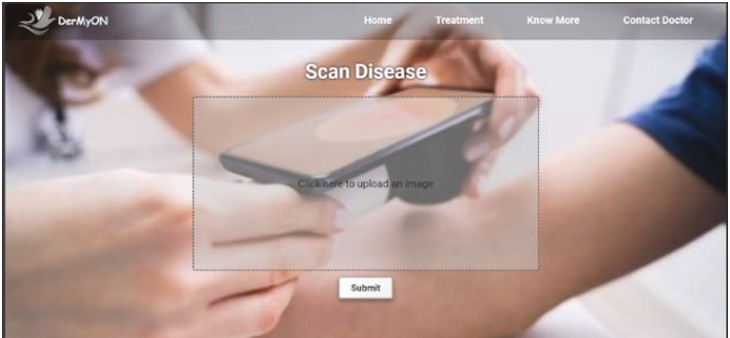 DerMyON
Home Treatment Know More Contact Doctor
Scan Disease
Click here to upload an image
Submit